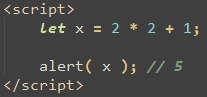 <script>
let x = 2 * 2 + 1;
alert( x ); // 5
</script>